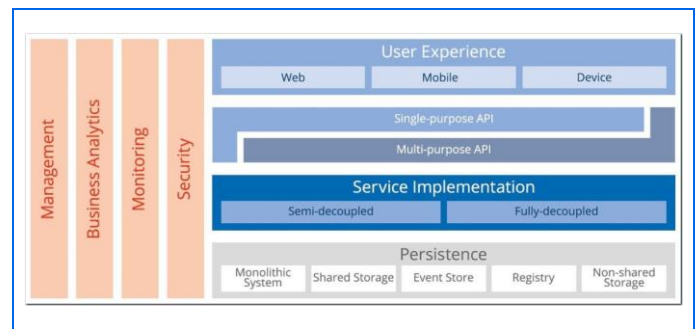 Management
Business Analytics
Monitoring
Security
User Experience
Web Mobile Device
Single-purpose API
Multi-purpose API
Service Implementation
Semi-decoupled Fully-decoupled
Persistence
Monolithic
System
Shared Storage
Event Store
Registry
Non-shared
Storage